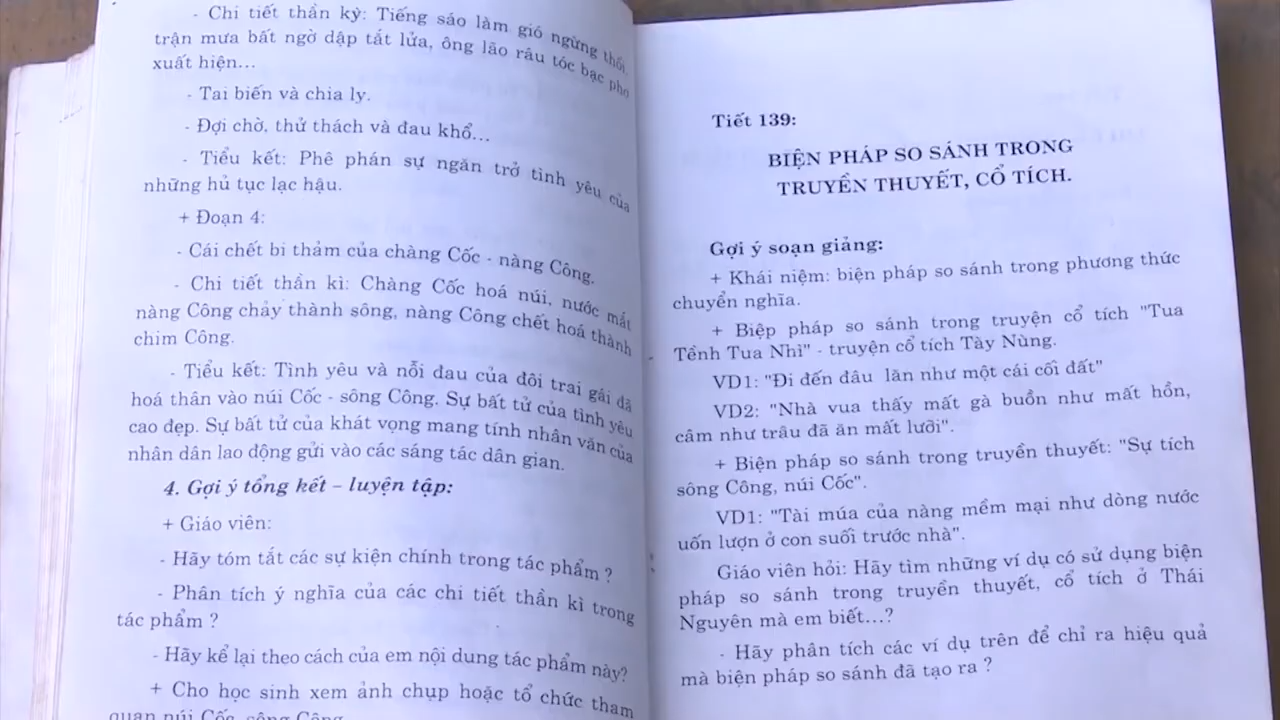 - Chi tiết thần kỳ: Tiếng sáo làm gió ngừng thổi,
trận mưa bất ngờ dập tắt lửa, ông lão râu tóc bạc phơ
xuất hiện...
- Tai biến và chia ly.
- Đợi chờ, thử thách và đau khổ...
- Tiểu kết: Phê phán sự ngăn trở tình yêu của
những hủ tục lạc hậu.
+ Đoạn 4:
- Cái chết bi thảm của chàng Cốc - nàng Công.
- Chi tiết thần kì: Chàng Cốc hoá núi, nước mắt
nàng Công chảy thành sông, nàng Công chết hoá thành
chim Công.
- Tiểu kết: Tình yêu và nỗi đau của đôi trai gái đã
hoá thân vào núi Cốc - sông Công. Sự bất tử của tình yêu
cao đẹp. Sự bất tử của khát vọng mang tính nhân văn của
nhân dân lao động gửi vào các sáng tác dân gian.
4. Gợi ý tổng kết – luyện tập:
+ Giáo viên:
- Hãy tóm tắt các sự kiện chính trong tác phẩm ?
- Phân tích ý nghĩa của các chi tiết thần kì trong
tác phẩm ?
- Hãy kể lại theo cách của em nội dung tác phẩm này?
+ Cho học sinh xem ảnh chụp hoặc tổ chức tham
quan núi Cốc, sông Công
Tiết 139:
BIỆN PHÁP SO SÁNH TRONG
TRUYỀN THUYẾT, CỔ TÍCH.
Gợi ý soạn giảng:
+ Khái niệm: biện pháp so sánh trong phương thức
chuyển nghĩa.
+ Biệp pháp so sánh trong truyện cổ tích "Tua
Tềnh Tua Nhì" - truyện cổ tích Tày Nùng.
VD1: "Đi đến đâu lăn như một cái cối đất"
VD2: "Nhà vua thấy mất gà buồn như mất hồn,
câm như trâu đã ăn mất lưỡi".
+ Biện pháp so sánh trong truyền thuyết: "Sự tích
sông Công, núi Cốc".
VD1: "Tài múa của nàng mềm mại như dòng nước
uốn lượn ở con suối trước nhà".
Giáo viên hỏi: Hãy tìm những ví dụ có sử dụng biện
pháp so sánh trong truyền thuyết, cổ tích ở Thái
Nguyên mà em biết...?
- Hãy phân tích các ví dụ trên để chỉ ra hiệu quả
mà biện pháp so sánh đã tạo ra ?